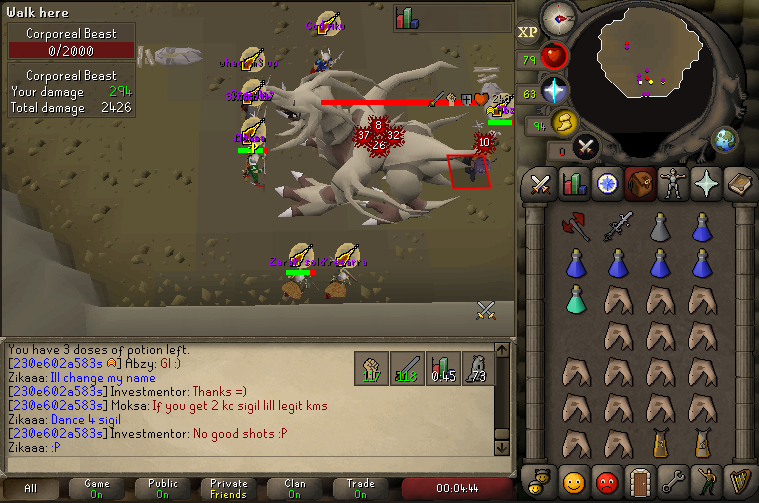 Walk here
Corporeal Beast
0/2000
Corporeal Beast
Your damage 294
Total damage 2426
8
37 32
26
10
XP
79
63
94
0
You have 3 doses of potion left.
[230e602a583s] Abzy: Gl :)
Zikaaa: Ill change my name
[230e602a583s] Investmentor: Thanks =)
[230e602a583s] Moksa: If you get 2 kc sigil lill legit kms
Zikaaa: Dance 4 sigil
[230e602a583s] Investmentor: No good shots :P
Zikaaa: :P
117
118
0:45
73
All
Game
On
Public
On
Private
Friends
Clan
On
Trade
On
00:04:44